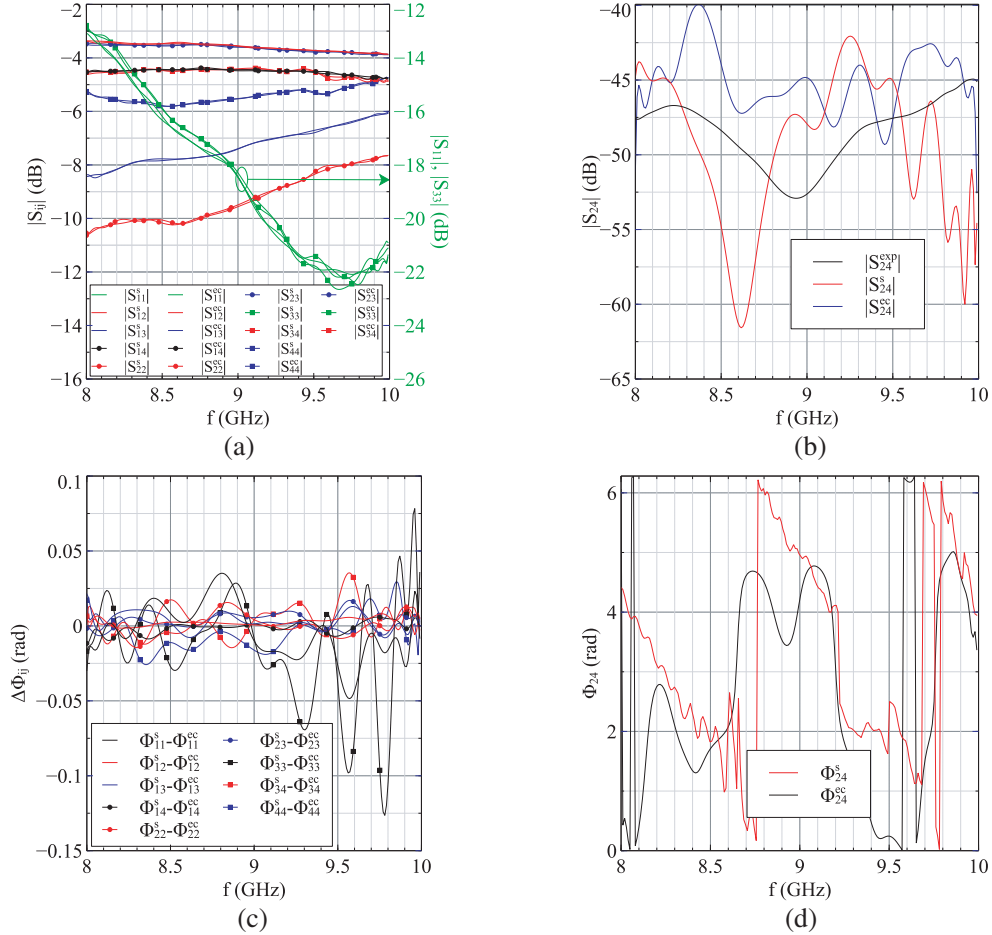 −2
−4
−6
−8
−10
−12
−14
−16
|S_ij| (dB)
−12
−14
−16
−18
−20
−22
−24
−26
|S_11|, |S_33| (dB)
|S^s_11| |S^ec_11| |S^s_23| |S^ec_23|
|S^s_12| |S^ec_12| |S^s_33| |S^ec_33|
|S^s_13| |S^ec_13| |S^s_34| |S^ec_34|
|S^s_14| |S^ec_14| |S^s_44|
|S^s_22| |S^ec_22| |S^ec_44|
8 8.5 9 9.5 10
f (GHz)
(a)
−40
−45
−50
−55
−60
−65
|S_24| (dB)
|S^exp_24|
|S^s_24|
|S^ec_24|
8 8.5 9 9.5 10
f (GHz)
(b)
0.1
0.05
0
−0.05
−0.1
−0.15
ΔΦ_ij (rad)
Φ^s_11-Φ^ec_11 Φ^s_23-Φ^ec_23
Φ^s_12-Φ^ec_12 Φ^s_33-Φ^ec_33
Φ^s_13-Φ^ec_13 Φ^s_34-Φ^ec_34
Φ^s_14-Φ^ec_14 Φ^s_44-Φ^ec_44
Φ^s_22-Φ^ec_22
8 8.5 9 9.5 10
f (GHz)
(c)
6
4
2
0
Φ_24 (rad)
Φ^s_24
Φ^ec_24
8 8.5 9 9.5 10
f (GHz)
(d)